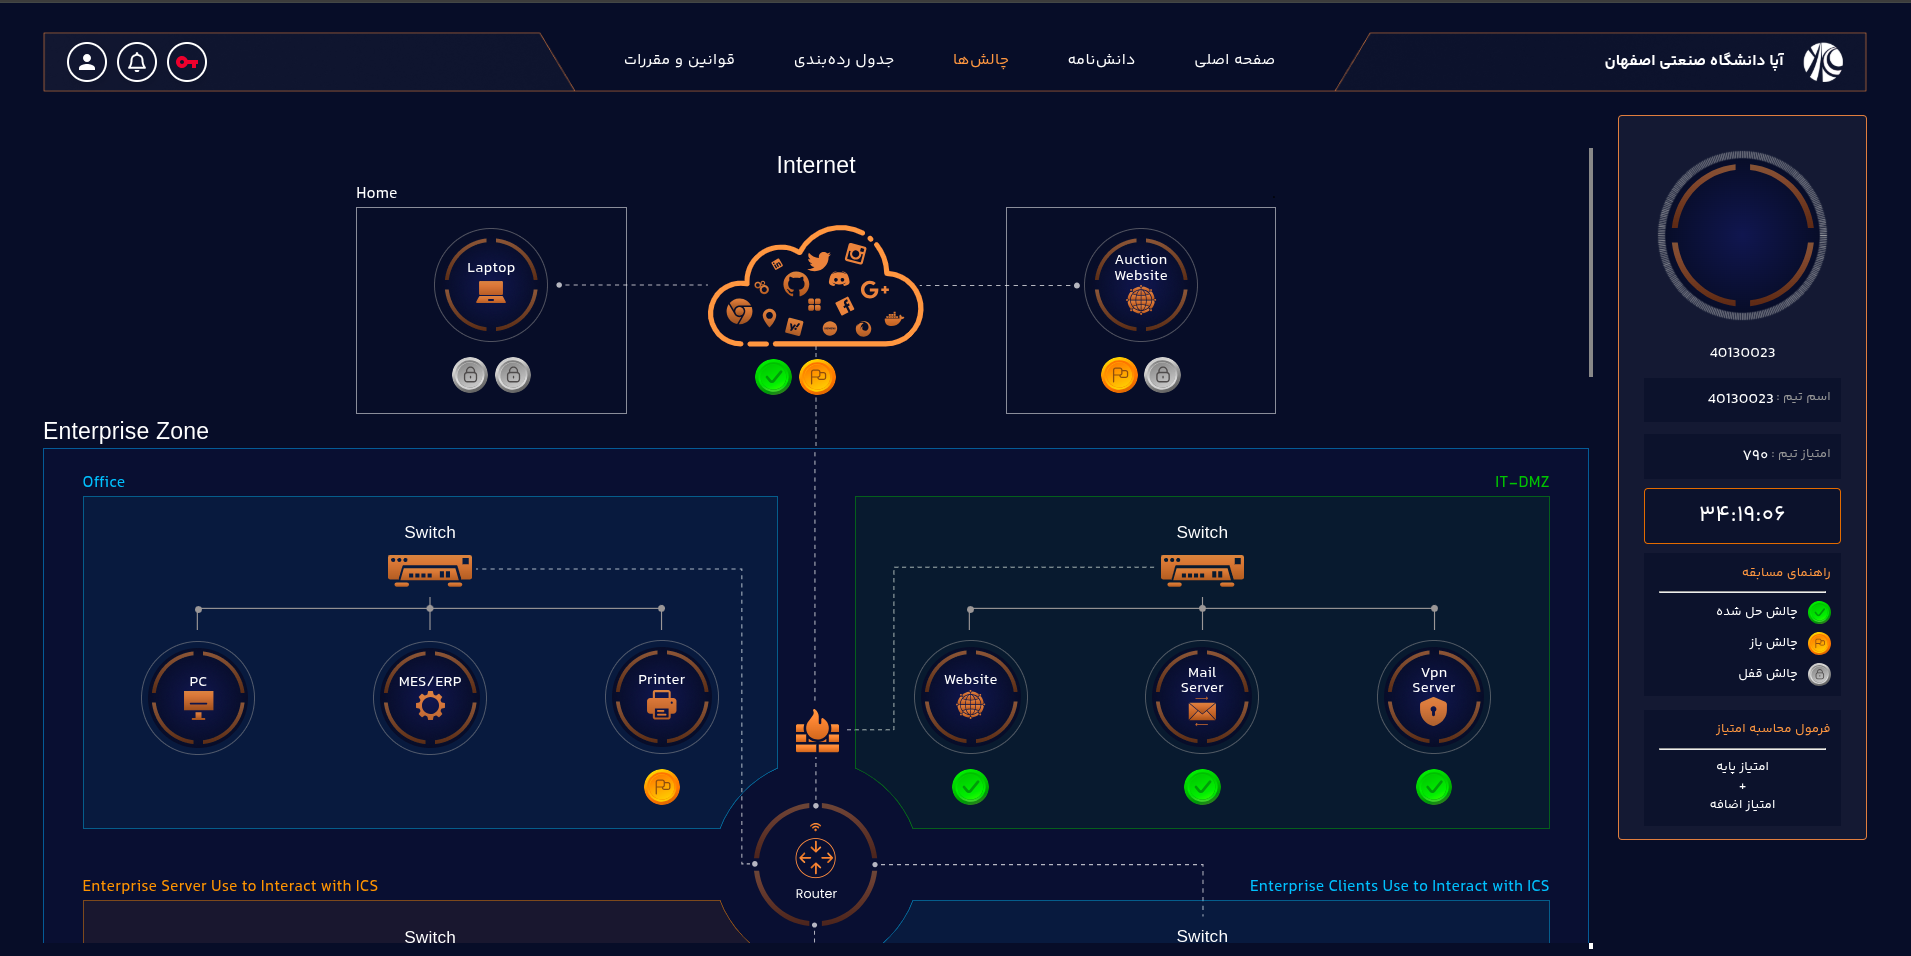 آپا دانشگاه صنعتی اصفهان
صفحه اصلی
دانش‌نامه
چالش‌ها
جدول رده‌بندی
قوانین و مقررات
Internet
Home
Laptop
Auction
Website
Enterprise Zone
Office
IT-DMZ
Switch
Switch
PC
MES/ERP
Printer
Website
Mail
Server
Vpn
Server
Router
Enterprise Server Use to Interact with ICS
Enterprise Clients Use to Interact with ICS
Switch
Switch
40130023
اسم تیم : 40130023
امتیاز تیم : ۷۹۰
۳۴:۱۹:۰۶
راهنمای مسابقه
چالش حل شده
چالش باز
چالش قفل
فرمول محاسبه امتیاز
امتیاز پایه
+
امتیاز اضافه